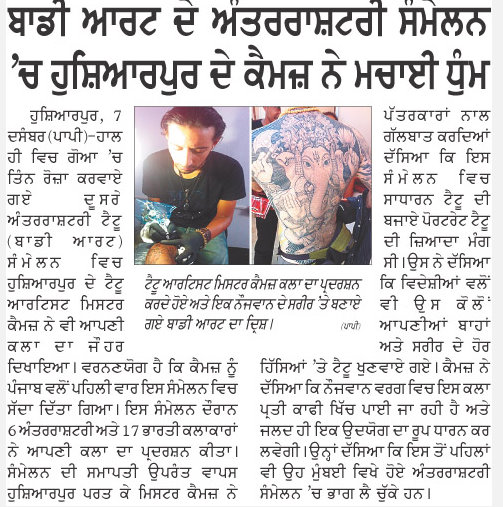 ਬਾਡੀ ਆਰਟ ਦੇ ਅੰਤਰਰਾਸ਼ਟਰੀ ਸੰਮੇਲਨ
’ਚ ਹੁਸ਼ਿਆਰਪੁਰ ਦੇ ਕੈਮਜ਼ ਨੇ ਮਚਾਈ ਧੁੰਮ
ਹੁਸ਼ਿਆਰਪੁਰ, 7
ਦਸੰਬਰ (ਪਾਪੀ)-ਹਾਲ
ਹੀ ਵਿਚ ਗੋਆ ’ਚ
ਤਿੰਨ ਰੋਜ਼ਾ ਕਰਵਾਏ
ਗਏ ਦੂਸਰੇ
ਅੰਤਰਰਾਸ਼ਟਰੀ ਟੈਟੂ
(ਬਾਡੀ ਆਰਟ)
ਸੰਮੇਲਨ ਵਿਚ
ਹੁਸ਼ਿਆਰਪੁਰ ਦੇ ਟੈਟੂ
ਆਰਟਿਸਟ ਮਿਸਟਰ
ਕੈਮਜ਼ ਨੇ ਵੀ ਆਪਣੀ
ਕਲਾ ਦਾ ਜੌਹਰ
ਦਿਖਾਇਆ। ਵਰਨਣਯੋਗ ਹੈ ਕਿ ਕੈਮਜ਼ ਨੂੰ
ਪੰਜਾਬ ਵਲੋਂ ਪਹਿਲੀ ਵਾਰ ਇਸ ਸੰਮੇਲਨ ਵਿਚ
ਸੱਦਾ ਦਿੱਤਾ ਗਿਆ। ਇਸ ਸੰਮੇਲਨ ਦੌਰਾਨ
6 ਅੰਤਰਰਾਸ਼ਟਰੀ ਅਤੇ 17 ਭਾਰਤੀ ਕਲਾਕਾਰਾਂ
ਨੇ ਆਪਣੀ ਕਲਾ ਦਾ ਪ੍ਰਦਰਸ਼ਨ ਕੀਤਾ।
ਸੰਮੇਲਨ ਦੀ ਸਮਾਪਤੀ ਉਪਰੰਤ ਵਾਪਸ
ਹੁਸ਼ਿਆਰਪੁਰ ਪਰਤ ਕੇ ਮਿਸਟਰ ਕੈਮਜ਼ ਨੇ
ਟੈਟੂ ਆਰਟਿਸਟ ਮਿਸਟਰ ਕੈਮਜ਼ ਕਲਾ ਦਾ ਪ੍ਰਦਰਸ਼ਨ
ਕਰਦੇ ਹੋਏ ਅਤੇ ਇਕ ਨੌਜਵਾਨ ਦੇ ਸਰੀਰ ’ਤੇ ਬਣਾਏ
ਗਏ ਬਾਡੀ ਆਰਟ ਦਾ ਦ੍ਰਿਸ਼। (ਪਾਪੀ)
ਪੱਤਰਕਾਰਾਂ ਨਾਲ
ਗੱਲਬਾਤ ਕਰਦਿਆਂ
ਦੱਸਿਆ ਕਿ ਇਸ
ਸੰਮੇਲਨ ਵਿਚ
ਸਾਧਾਰਨ ਟੈਟੂ ਦੀ
ਬਜਾਏ ਪੋਰਟਰੇਟ ਟੈਟੂ
ਦੀ ਜ਼ਿਆਦਾ ਮੰਗ
ਸੀ। ਉਸ ਨੇ ਦੱਸਿਆ
ਕਿ ਵਿਦੇਸ਼ੀਆਂ ਵਲੋਂ
ਵੀ ਉਸ ਕੋਲੋਂ
ਆਪਣੀਆਂ ਬਾਹਾਂ
ਅਤੇ ਸਰੀਰ ਦੇ ਹੋਰ
ਹਿੱਸਿਆਂ ’ਤੇ ਟੈਟੂ ਖੁਣਵਾਏ ਗਏ। ਕੈਮਜ਼ ਨੇ
ਦੱਸਿਆ ਕਿ ਨੌਜਵਾਨ ਵਰਗ ਵਿਚ ਇਸ ਕਲਾ
ਪ੍ਰਤੀ ਕਾਫੀ ਖਿੱਚ ਪਾਈ ਜਾ ਰਹੀ ਹੈ ਅਤੇ
ਜਲਦ ਹੀ ਇਕ ਉਦਯੋਗ ਦਾ ਰੂਪ ਧਾਰਨ ਕਰ
ਲਵੇਗੀ। ਉਨ੍ਹਾਂ ਦੱਸਿਆ ਕਿ ਇਸ ਤੋਂ ਪਹਿਲਾਂ
ਵੀ ਉਹ ਮੁੰਬਈ ਵਿਖੇ ਹੋਏ ਅੰਤਰਰਾਸ਼ਟਰੀ
ਸੰਮੇਲਨ ’ਚ ਭਾਗ ਲੈ ਚੁੱਕੇ ਹਨ।